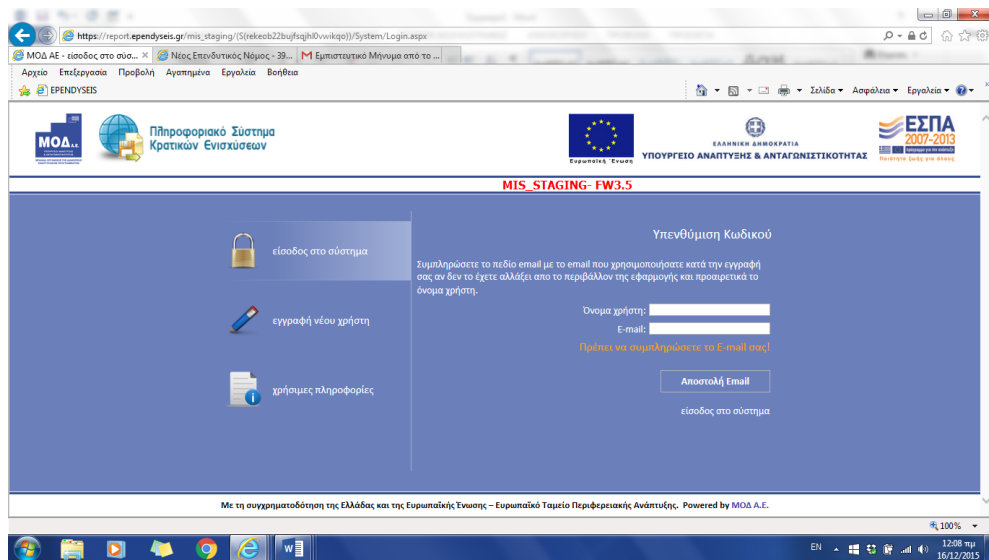 https://report.ependyseis.gr/mis_staging/(S(rekeob22bujfsqjhl0vwikqo))/System/Login.aspx
ΜΟΔ ΑΕ - είσοδος στο σύσ... × Νέος Επενδυτικός Νόμος - 39... Εμπιστευτικό Μήνυμα από το ...
Αρχείο Επεξεργασία Προβολή Αγαπημένα Εργαλεία Βοήθεια
EPENDYSEIS Σελίδα Ασφάλεια Εργαλεία
ΜΟΔ Α.Ε.
Πληροφοριακό Σύστημα
Κρατικών Ενισχύσεων
Ευρωπαϊκή Ένωση
ΕΛΛΗΝΙΚΗ ΔΗΜΟΚΡΑΤΙΑ
ΥΠΟΥΡΓΕΙΟ ΑΝΑΠΤΥΞΗΣ & ΑΝΤΑΓΩΝΙΣΤΙΚΟΤΗΤΑΣ
ΕΣΠΑ
2007-2013
MIS_STAGING- FW3.5
είσοδος στο σύστημα
εγγραφή νέου χρήστη
χρήσιμες πληροφορίες
Υπενθύμιση Κωδικού
Συμπληρώσετε το πεδίο email με το email που χρησιμοποιήσατε κατά την εγγραφή
σας αν δεν το έχετε αλλάξει απο το περιβάλλον της εφαρμογής και προαιρετικά το
όνομα χρήστη.
Όνομα χρήστη:
E-mail:
Πρέπει να συμπληρώσετε το E-mail σας!
Αποστολή Email
είσοδος στο σύστημα
Με τη συγχρηματοδότηση της Ελλάδας και της Ευρωπαϊκής Ένωσης – Ευρωπαϊκό Ταμείο Περιφερειακής Ανάπτυξης. Powered by ΜΟΔ Α.Ε.
100%
EN 12:08 πμ
16/12/2015